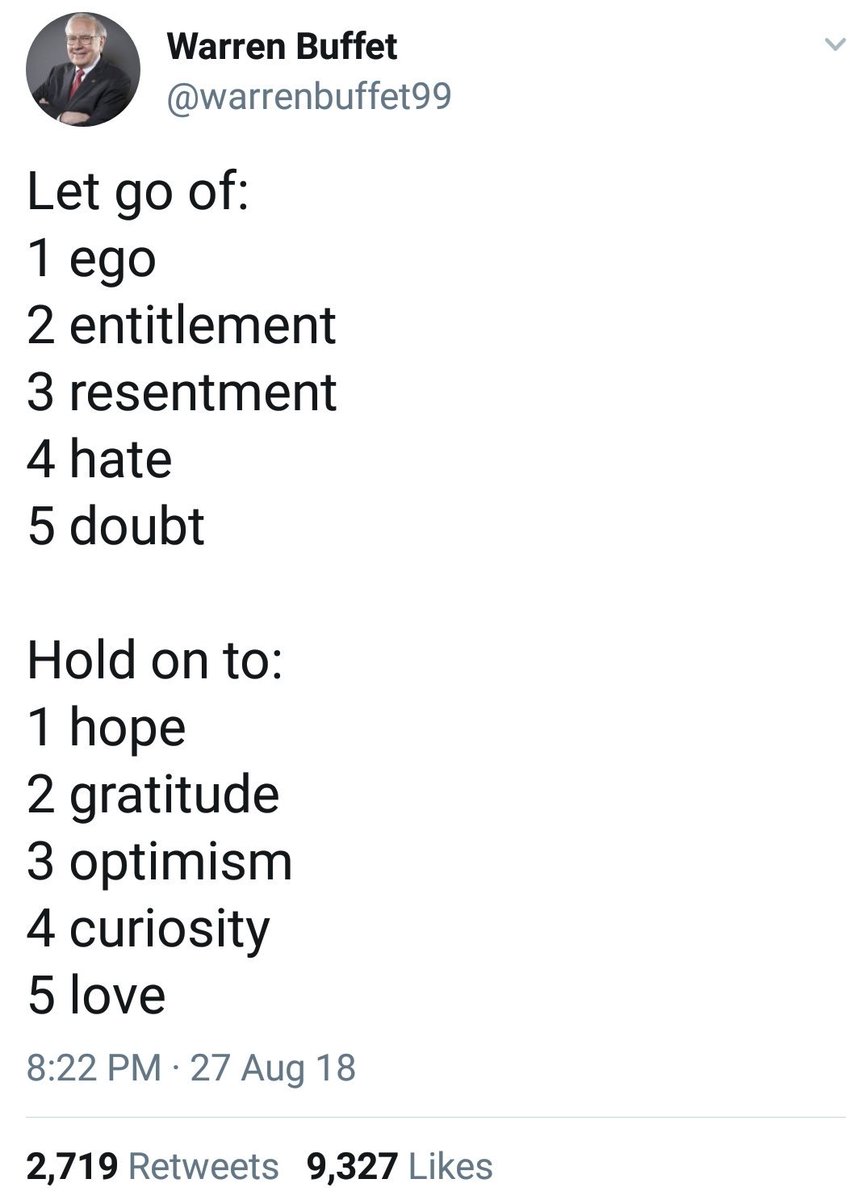 Warren Buffet
@warrenbuffet99
Let go of:
1 ego
2 entitlement
3 resentment
4 hate
5 doubt
Hold on to:
1 hope
2 gratitude
3 optimism
4 curiosity
5 love
8:22 PM · 27 Aug 18
2,719 Retweets 9,327 Likes